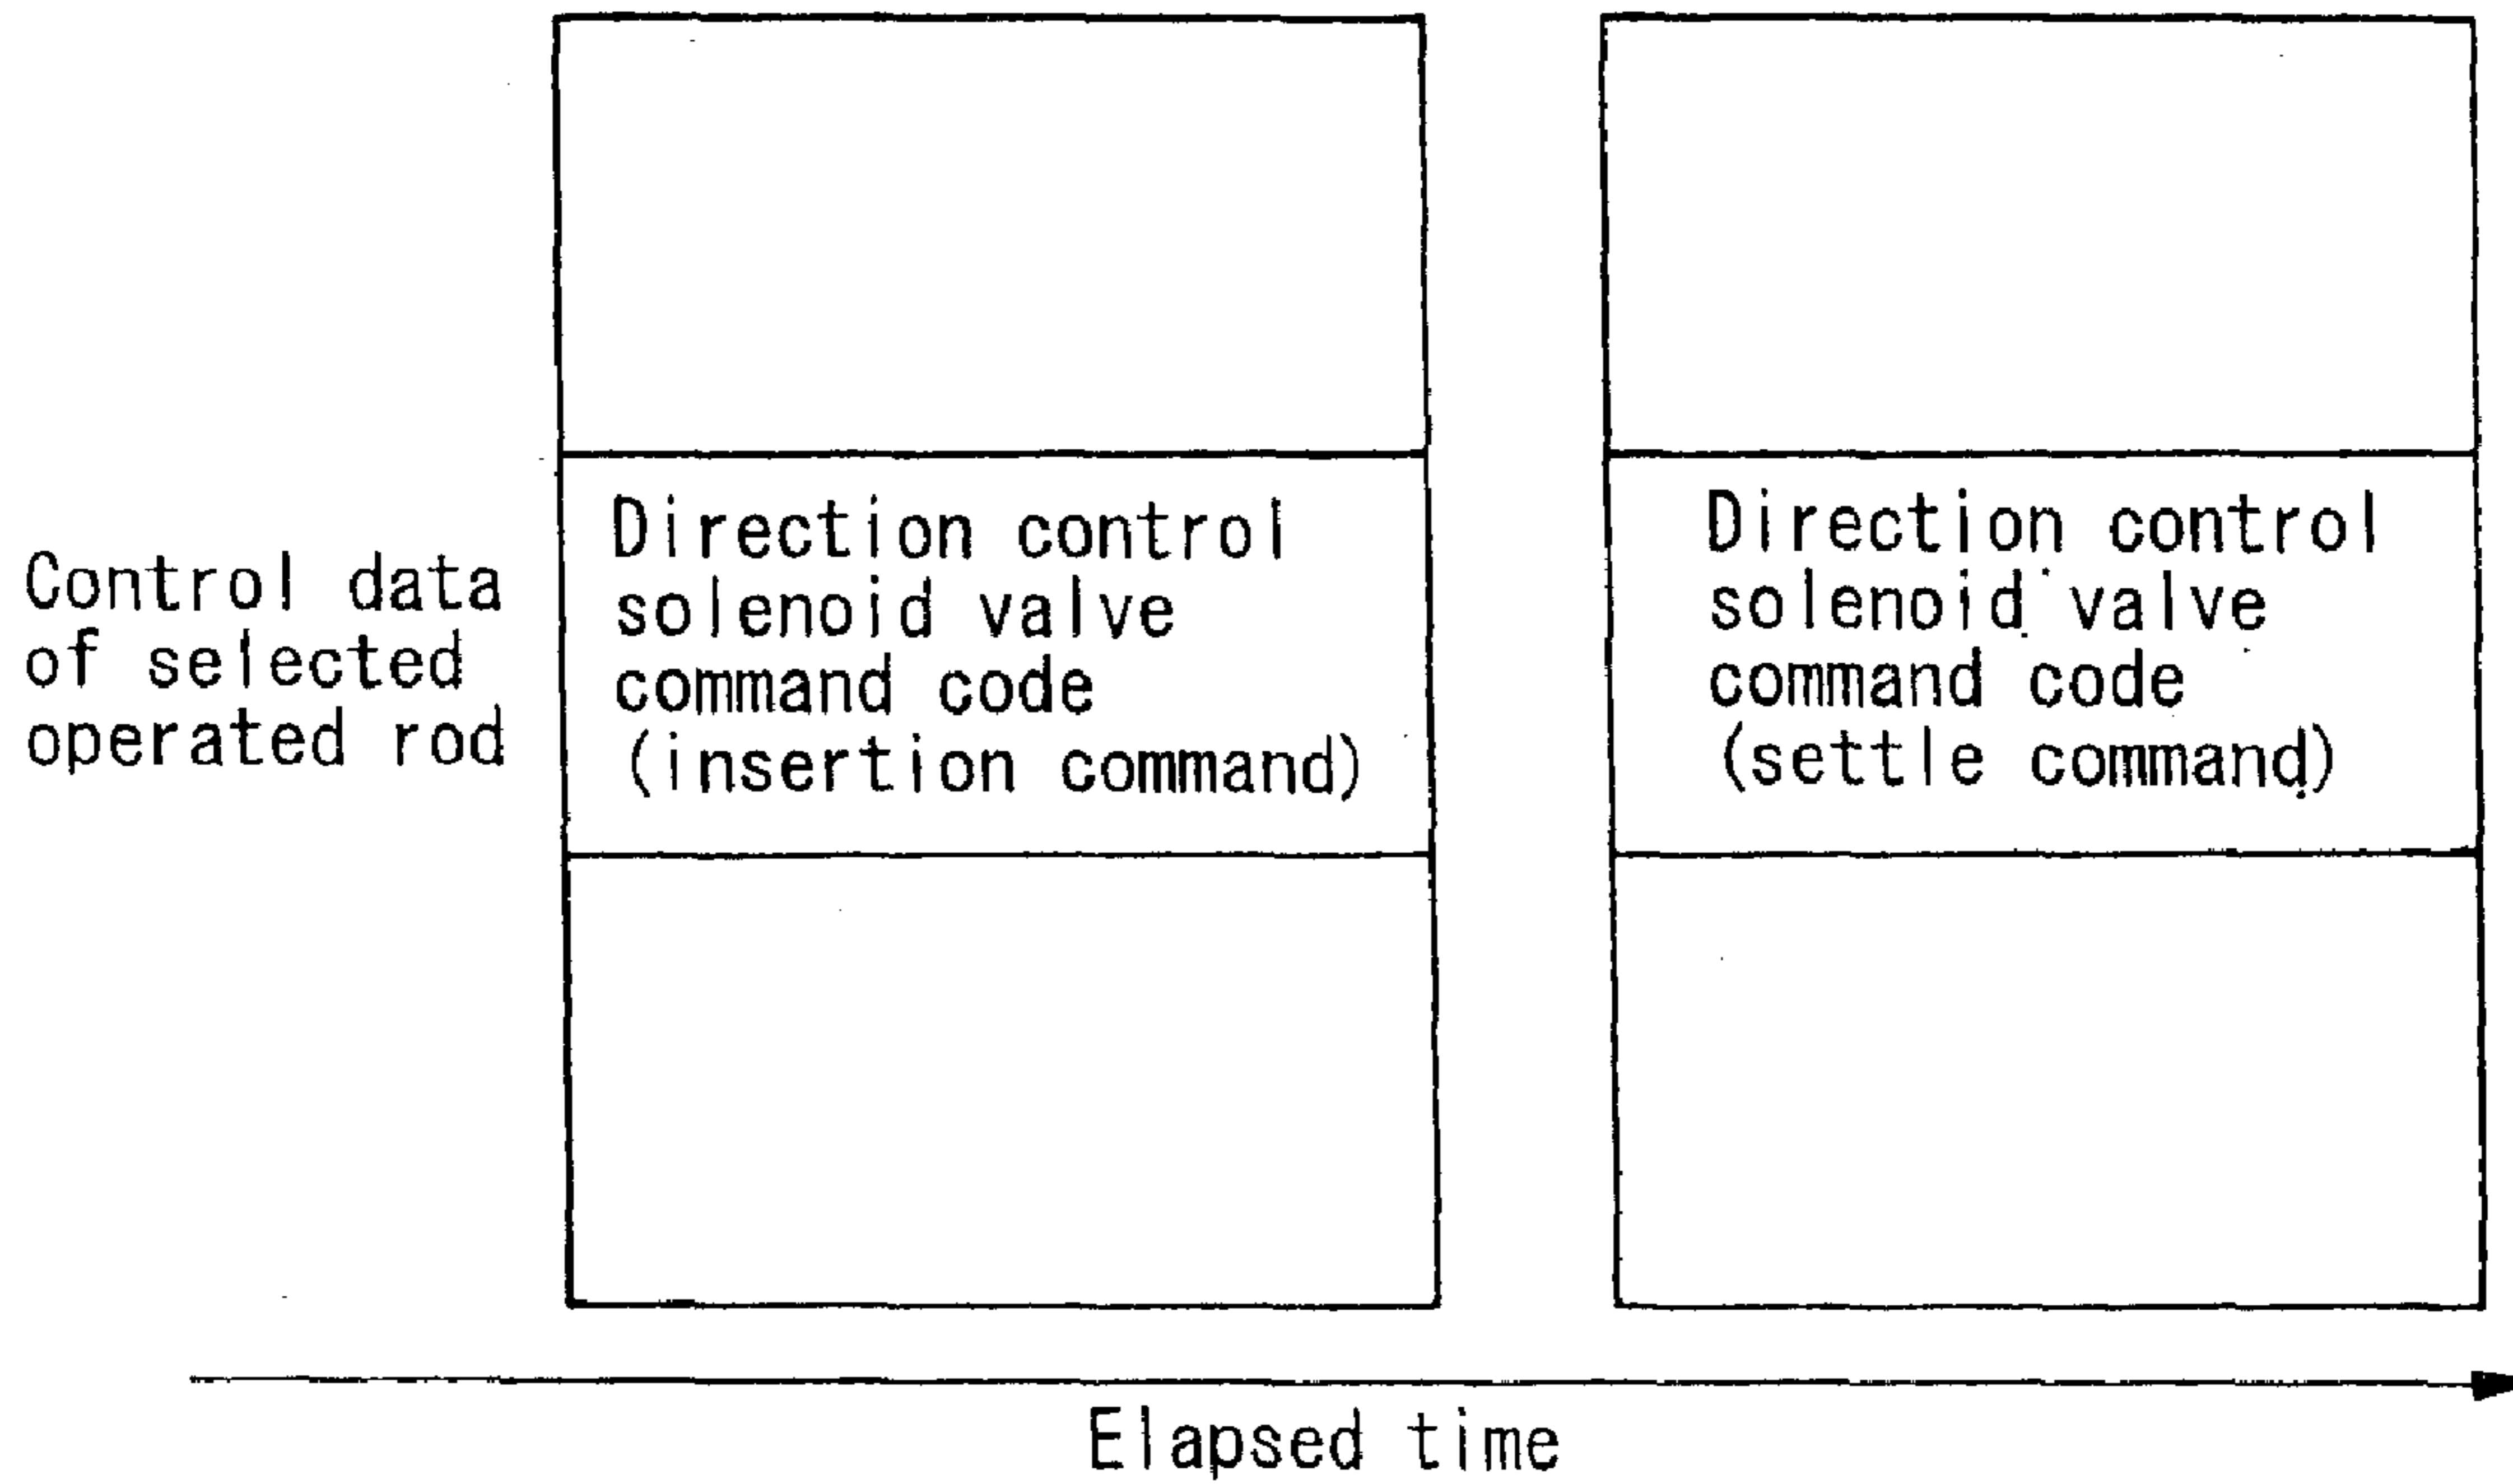 Control data
of selected
operated rod
Direction control
solenoid valve
command code
(insertion command)
Direction control
solenoid valve
command code
(settle command)
Elapsed time